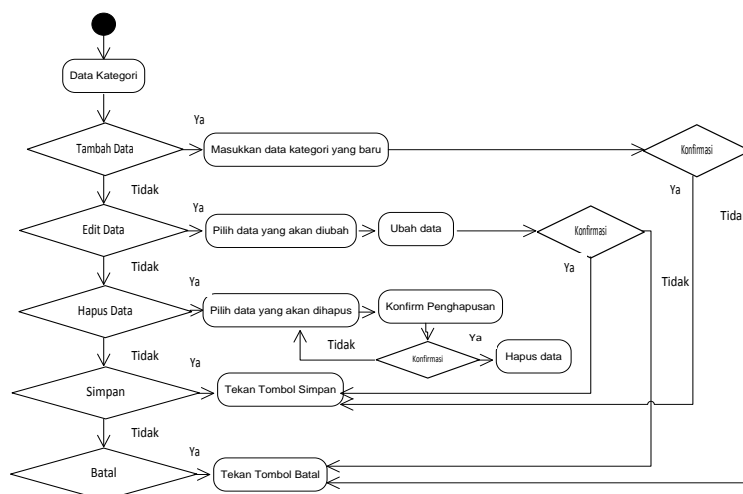 Data Kategori
Ya
Tambah Data
Masukkan data kategori yang baru
Konfirmasi
Tidak
Ya
Ya
Tidak
Edit Data
Pilih data yang akan diubah
Ubah data
Konfirmasi
Tidak
Ya
Tidak
Ya
Hapus Data
Pilih data yang akan dihapus
Konfirm Penghapusan
Tidak
Ya
Konfirmasi
Hapus data
Tidak
Ya
Simpan
Tekan Tombol Simpan
Tidak
Ya
Batal
Tekan Tombol Batal